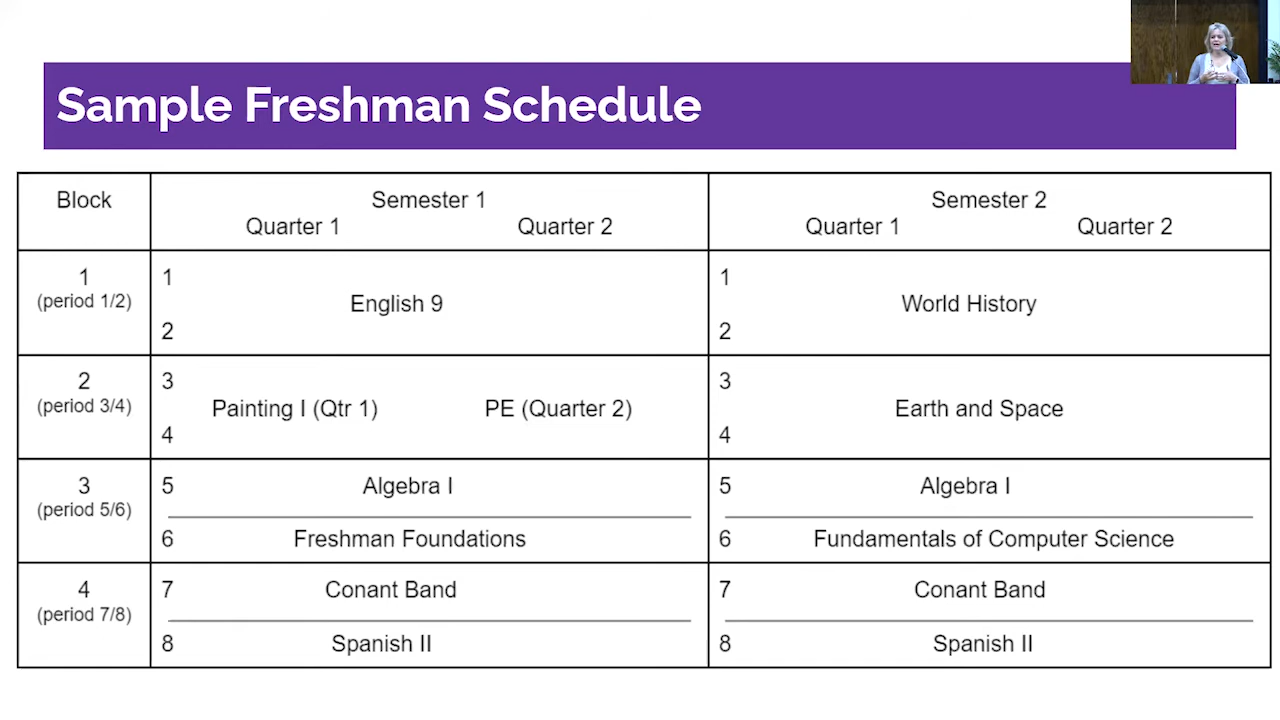 Sample Freshman Schedule
Block
Semester 1
Quarter 1 Quarter 2
Semester 2
Quarter 1 Quarter 2
1
(period 1/2)
1
English 9
2
1
World History
2
2
(period 3/4)
3
Painting I (Qtr 1) PE (Quarter 2)
4
3
Earth and Space
4
3
(period 5/6)
5 Algebra I
6 Freshman Foundations
5 Algebra I
6 Fundamentals of Computer Science
4
(period 7/8)
7 Conant Band
8 Spanish II
7 Conant Band
8 Spanish II